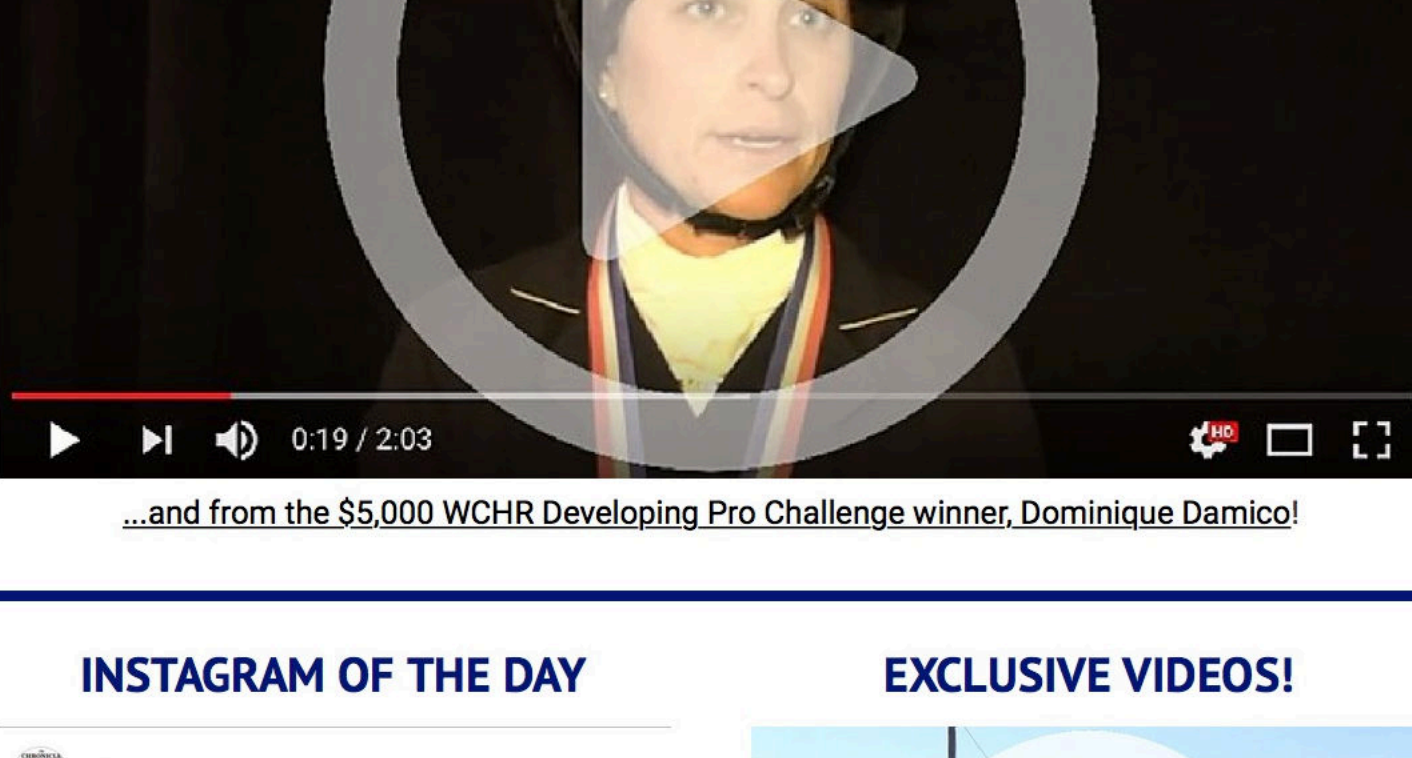 0:19 / 2:03
HD
...and from the $5,000 WCHR Developing Pro Challenge winner, Dominique Damico!
INSTAGRAM OF THE DAY
EXCLUSIVE VIDEOS!
CHRONICLE